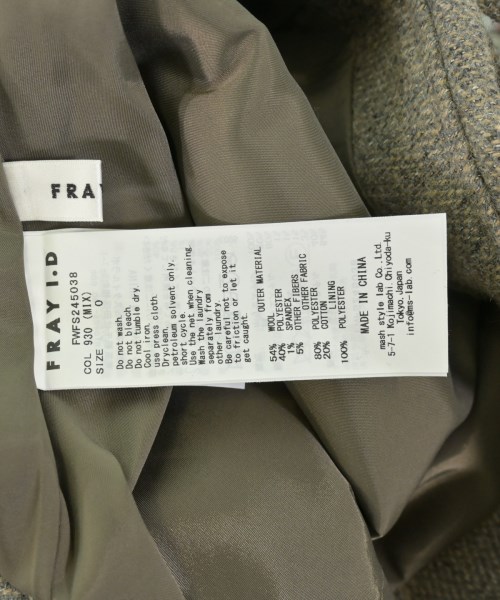 FRAY
FRAY I.D
FWFS245038
COL 930 (MIX)
SIZE 0
Do not wash.
Do not bleach
Do not tumble dry.
Cool iron.
use press cloth.
Dryclean.
petroleum solvent only.
short cycle.
Use the net when cleaning.
Wash the laundry
separately from
other laundry.
Be careful not to expose
to friction or let it
get caught.
OUTER MATERIAL
54% WOOL
40% POLYESTER
1% SPANDEX
5% OTHER FIBERS
OTHER FABRIC
80% POLYESTER
20% COTTON
LINING
100% POLYESTER
MADE IN CHINA
mash style lab Co.,Ltd.
5-7-1 Kojimachi,Chiyoda-ku
Tokyo,Japan
info@ms-lab.com